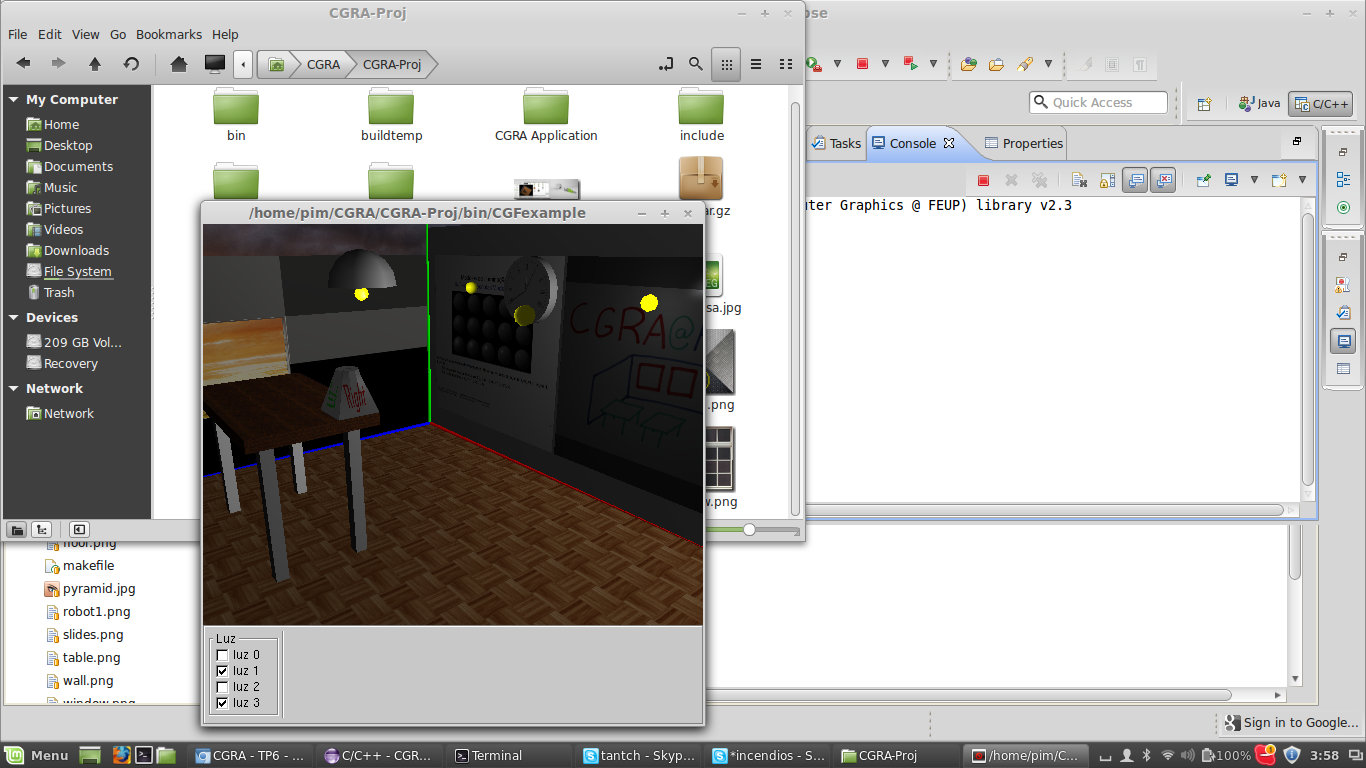 CGRA-Proj
File Edit View Go Bookmarks Help
CGRA
CGRA-Proj
My Computer
Home
Desktop
Documents
Music
Pictures
Videos
Downloads
File System
Trash
Devices
209 GB Vol...
Recovery
Network
Network
bin
buildtemp
CGRA Application
include
ar.gz
sa.jpg
.png
w.png
/home/pim/CGRA/CGRA-Proj/bin/CGFexample
CGRA@
Right
Luz
luz 0
luz 1
luz 2
luz 3
floor.png
makefile
pyramid.jpg
robot1.png
slides.png
table.png
wall.png
window.png
ose
Quick Access
Java
C/C++
Tasks
Console
Properties
uter Graphics @ FEUP) library v2.3
Sign in to Google...
Menu
CGRA - TP6 - ...
C/C++ - CGR...
Terminal
tantch - Skyp...
*incendios - S...
CGRA-Proj
/home/pim/C...
100%
1
3:58